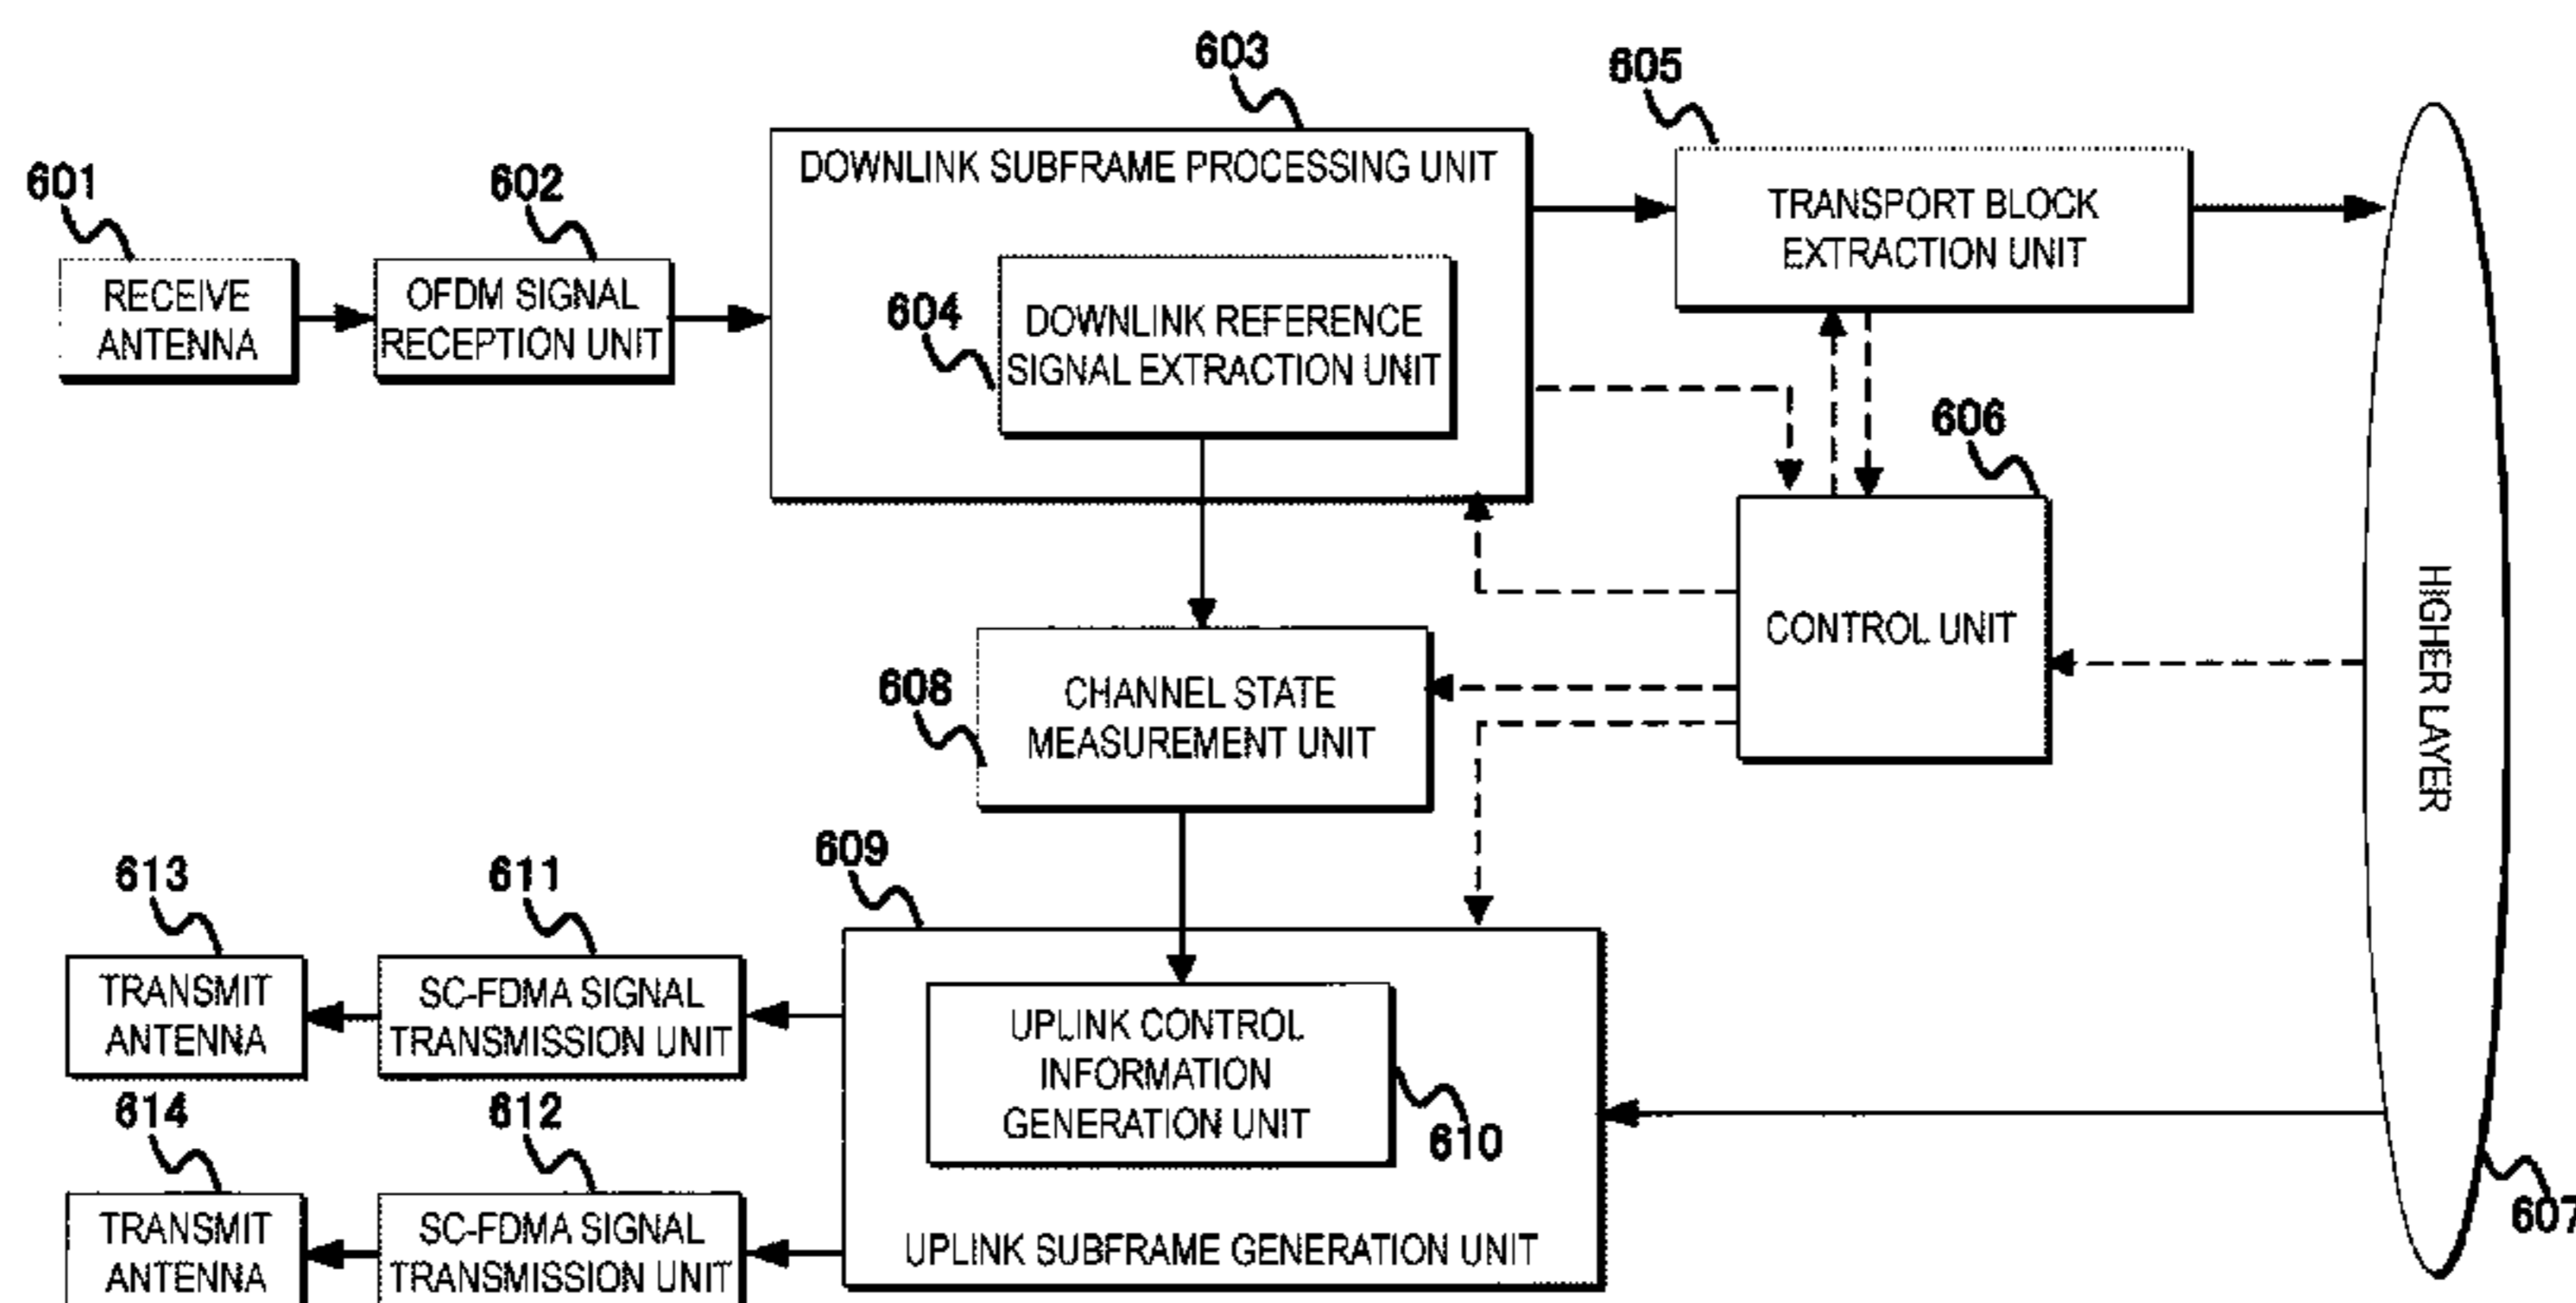 603
605
601
602
DOWNLINK SUBFRAME PROCESSING UNIT
TRANSPORT BLOCK
EXTRACTION UNIT
RECEIVE
ANTENNA
OFDM SIGNAL
RECEPTION UNIT
604
DOWNLINK REFERENCE
SIGNAL EXTRACTION UNIT
606
CONTROL UNIT
HIGHER LAYER
608
CHANNEL STATE
MEASUREMENT UNIT
613
611
609
TRANSMIT
ANTENNA
SC-FDMA SIGNAL
TRANSMISSION UNIT
UPLINK CONTROL
INFORMATION
GENERATION UNIT
610
614
612
607
TRANSMIT
ANTENNA
SC-FDMA SIGNAL
TRANSMISSION UNIT
UPLINK SUBFRAME GENERATION UNIT